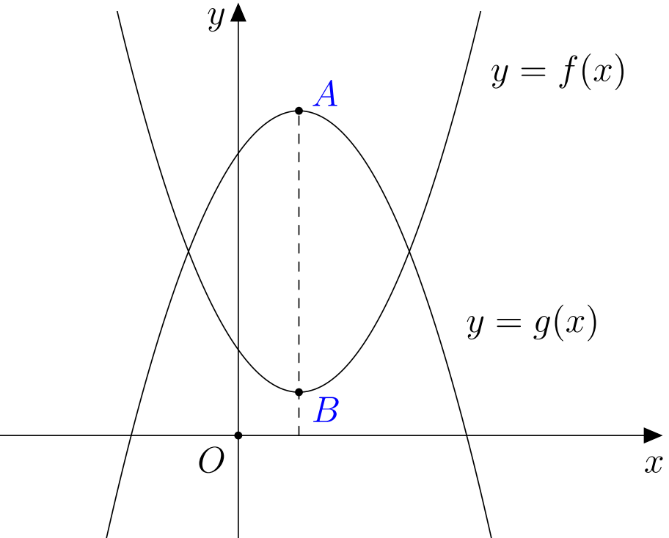 y
A
y = f(x)
y = g(x)
B
O
x